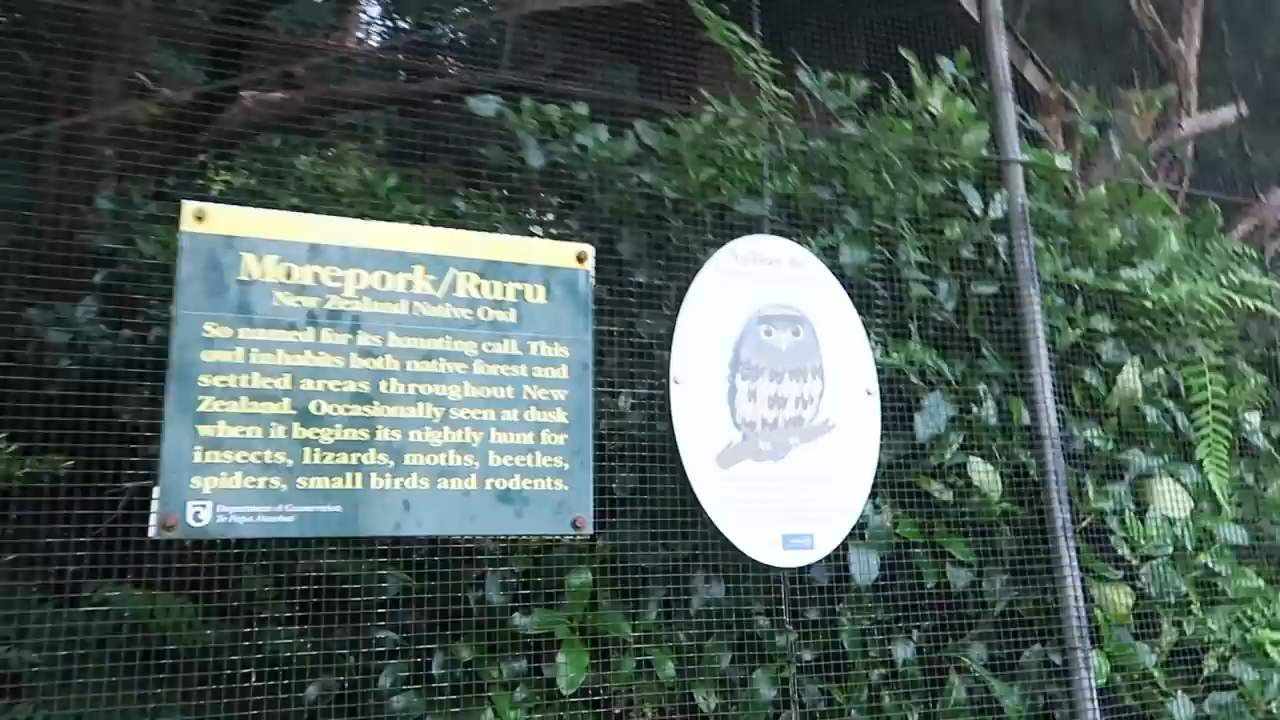 Morepork/Ruru
New Zealand Native Owl
So named for its haunting call. This
owl inhabits both native forest and
settled areas throughout New
Zealand. Occasionally seen at dusk
when it begins its nightly hunt for
insects, lizards, moths, beetles,
spiders, small birds and rodents.
Department of Conservation
Te Papa Atawhai